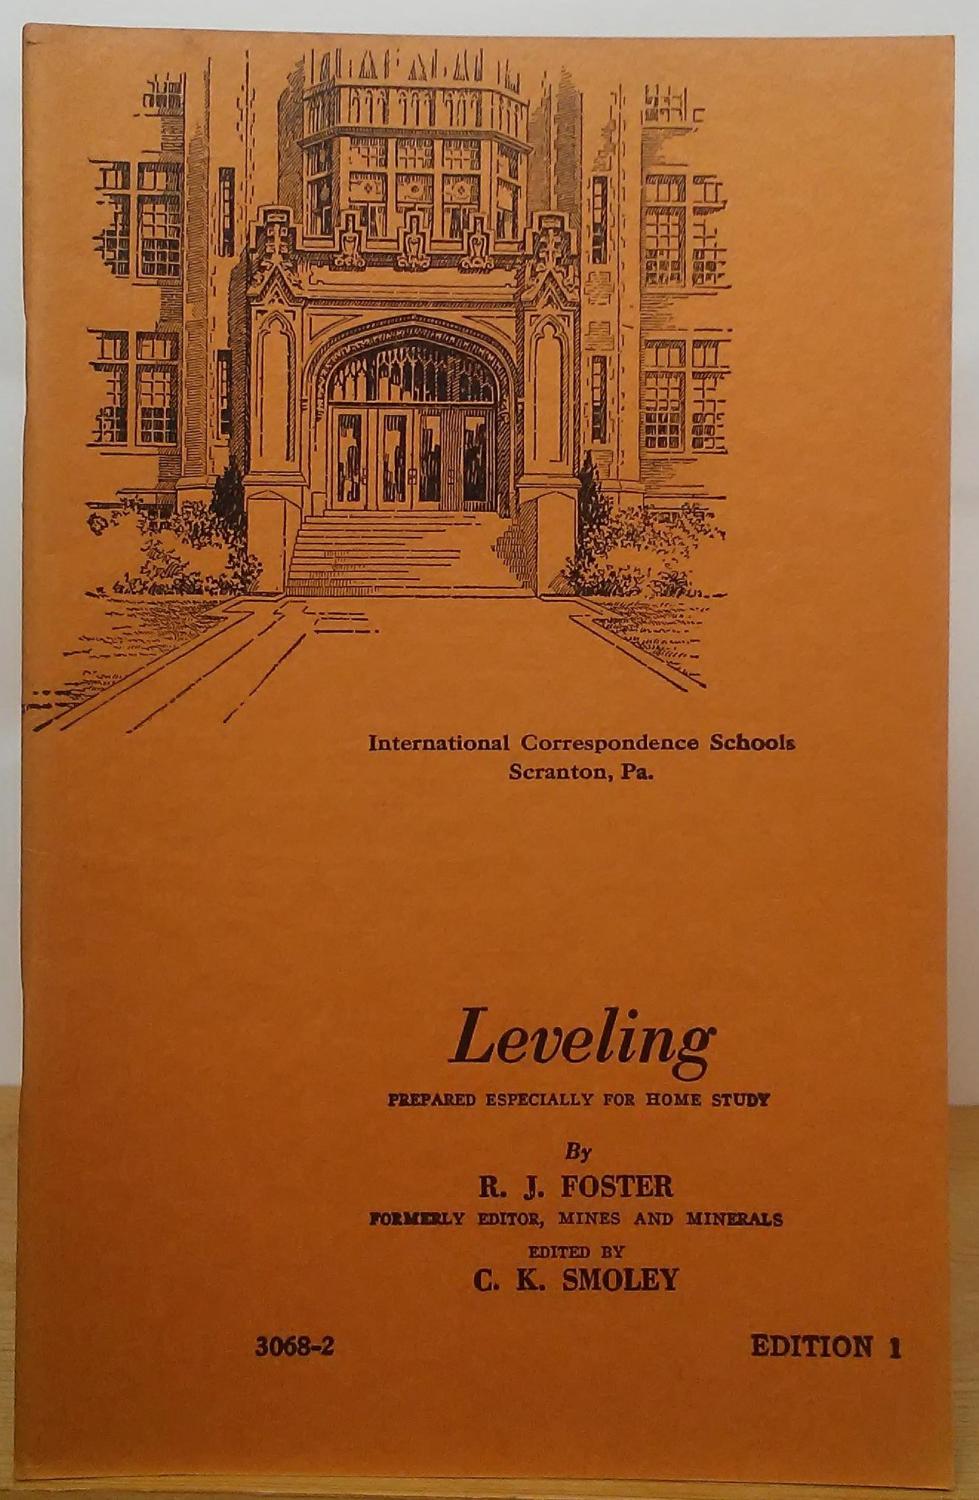 International Correspondence Schools
Scranton, Pa.
Leveling
PREPARED ESPECIALLY FOR HOME STUDY
By
R. J. FOSTER
FORMERLY EDITOR, MINES AND MINERALS
EDITED BY
C. K. SMOLEY
3068-2 EDITION 1